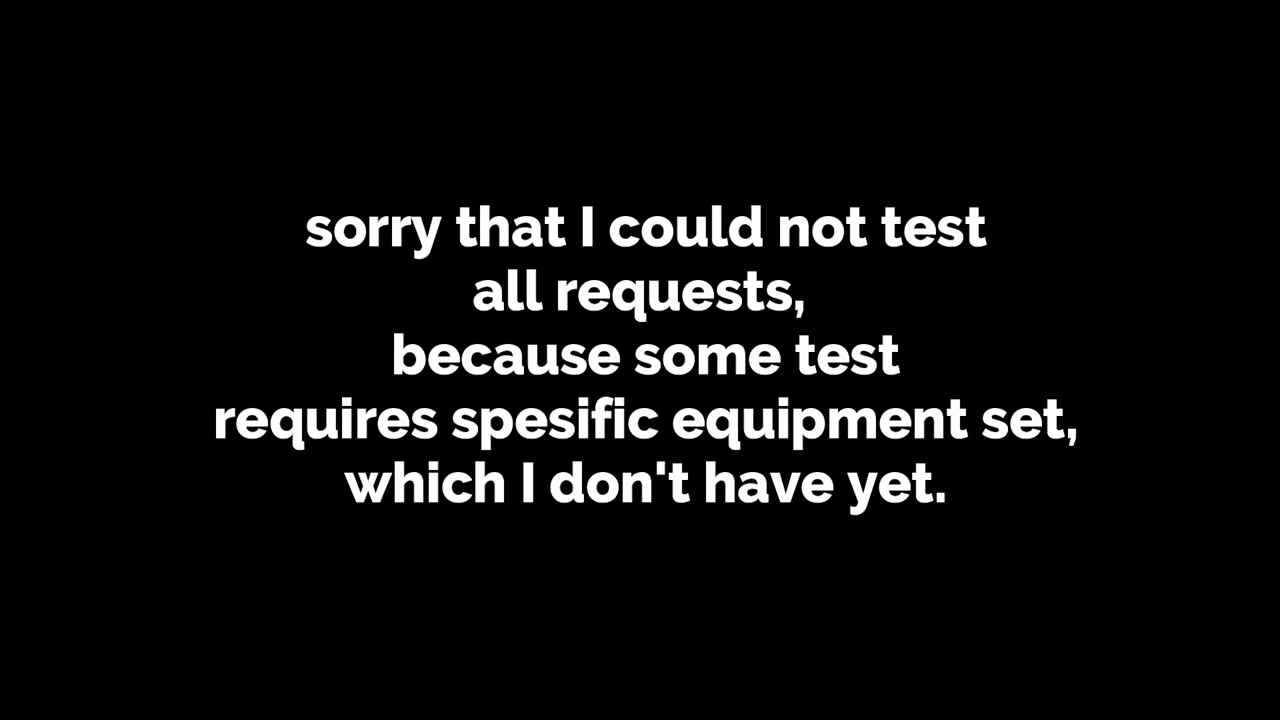 sorry that I could not test
all requests,
because some test
requires spesific equipment set,
which I don't have yet.